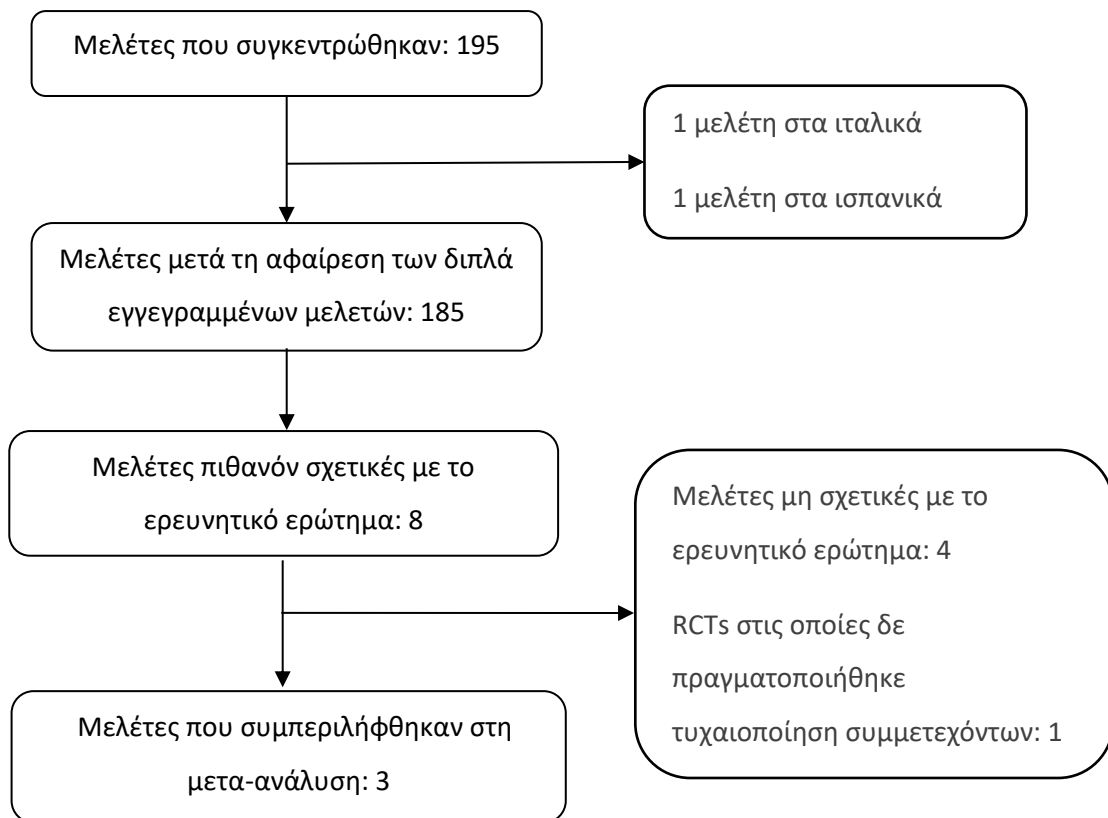 Μελέτες που συγκεντρώθηκαν: 195
1 μελέτη στα ιταλικά
1 μελέτη στα ισπανικά
Μελέτες μετά τη αφαίρεση των διπλά
εγγεγραμμένων μελετών: 185
Μελέτες πιθανόν σχετικές με το
ερευνητικό ερώτημα: 8
Μελέτες μη σχετικές με το
ερευνητικό ερώτημα: 4
RCTs στις οποίες δε
πραγματοποιήθηκε
τυχαιοποίηση συμμετεχόντων: 1
Μελέτες που συμπεριλήφθηκαν στη
μετα-ανάλυση: 3